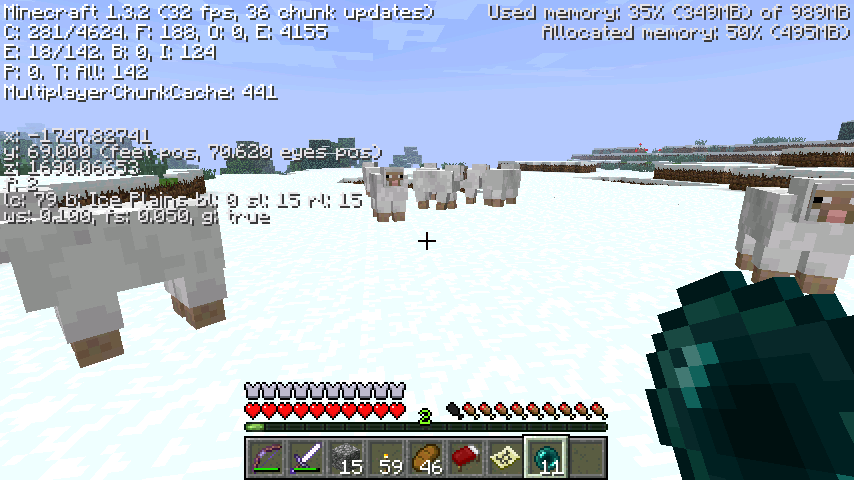 Minecraft 1.3.2 (32 fps, 36 chunk updates)
C: 281/4624, F: 188, O: 0, E: 4155
E: 18/142, B: 0, I: 124
P: 0, T: All: 142
MultiplayerChunkCache: 441
Used memory: 35% (349MB) of 989MB
Allocated memory: 50% (495MB)
x: -1747.82741
y: 69.000 (feet pos, 70.620 eyes pos)
z: 1690.06653
f: 2
lc: 79 b: Ice Plains bl: 0 sl: 15 rl: 15
ws: 0.100, fs: 0.050, g: true
2
15 59 46 11